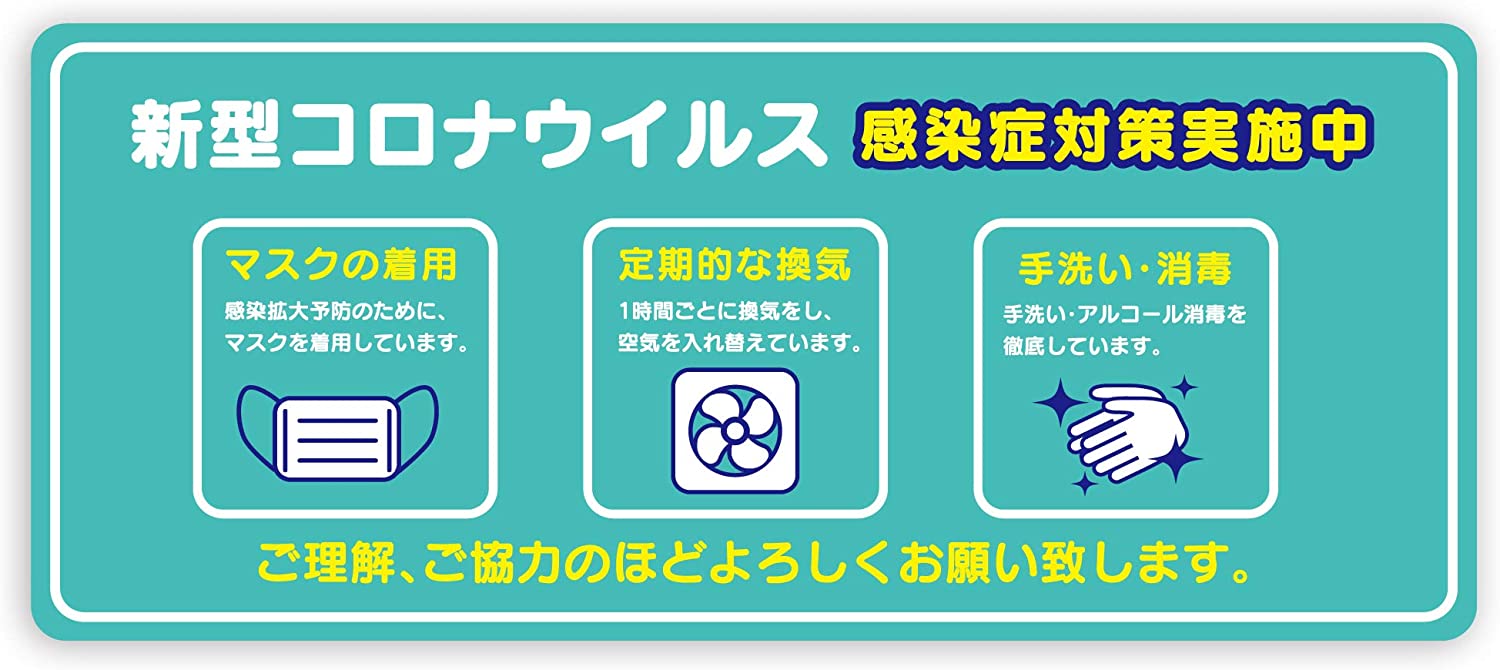 新型コロナウイルス 感染症対策実施中
マスクの着用
感染拡大予防のために、
マスクを着用しています。
定期的な換気
1時間ごとに換気をし、
空気を入れ替えています。
手洗い・消毒
手洗い・アルコール消毒を
徹底しています。
ご理解、ご協力のほどよろしくお願い致します。